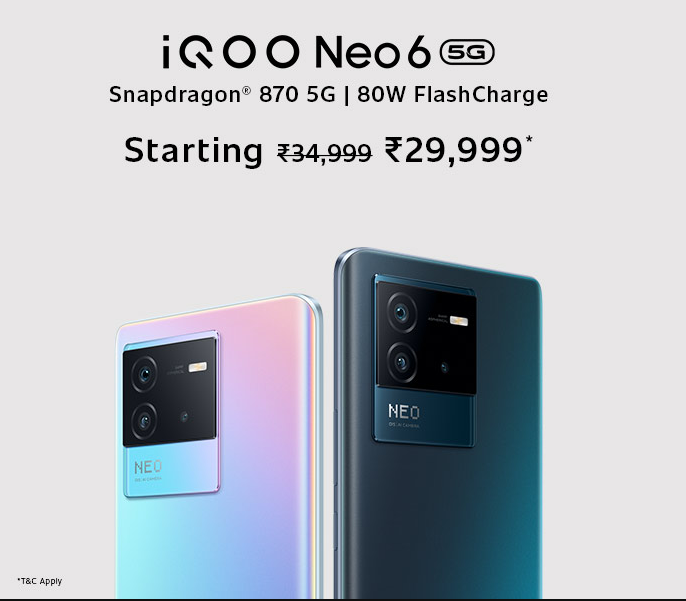 iQOO Neo6 5G
Snapdragon® 870 5G | 80W FlashCharge
Starting ₹34,999 ₹29,999*
NEO
NEO
*T&C Apply